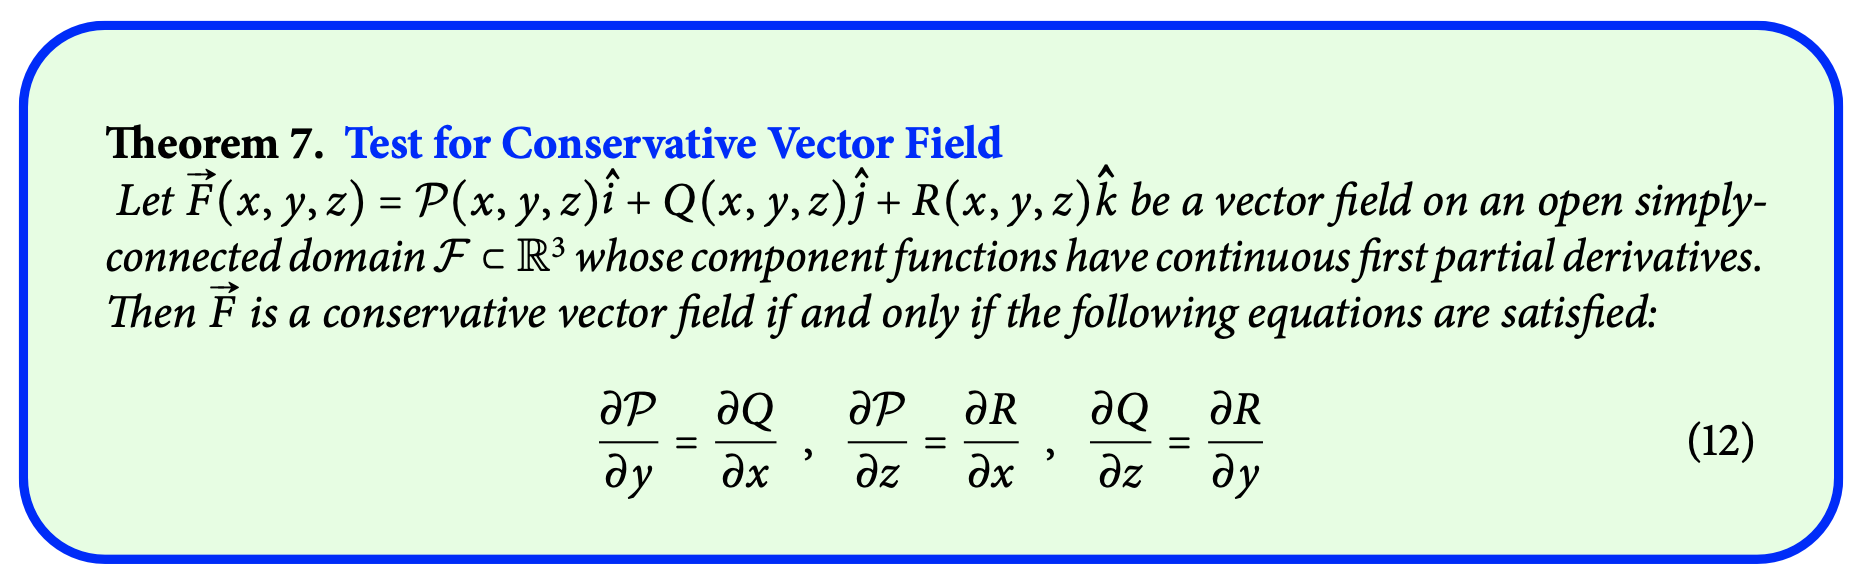 Theorem 7. Test for Conservative Vector Field
Let $\vec{F}(x, y, z) = \mathcal{P}(x, y, z)\hat{i} + Q(x, y, z)\hat{j} + R(x, y, z)\hat{k}$ be a vector field on an open simply-
connected domain $\mathcal{F} \subset \mathbb{R}^3$ whose component functions have continuous first partial derivatives.
Then $\vec{F}$ is a conservative vector field if and only if the following equations are satisfied:
$\frac{\partial \mathcal{P}}{\partial y} = \frac{\partial Q}{\partial x}$ , $\frac{\partial \mathcal{P}}{\partial z} = \frac{\partial R}{\partial x}$ , $\frac{\partial Q}{\partial z} = \frac{\partial R}{\partial y}$ (12)